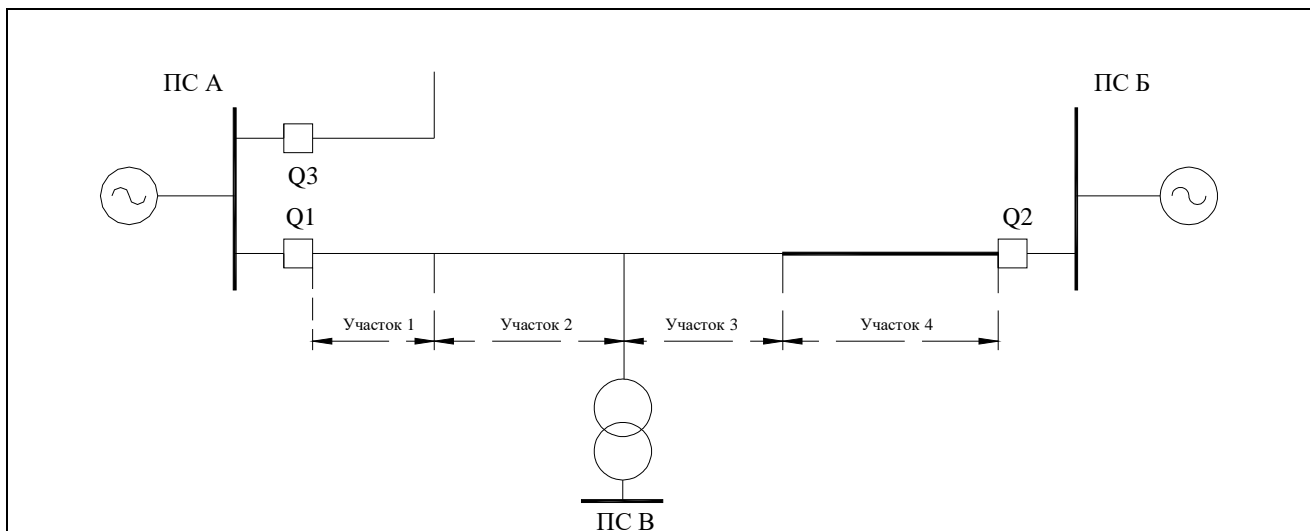 ПС А
ПС Б
Q3
Q1
Q2
Участок 1
Участок 2
Участок 3
Участок 4
ПС В